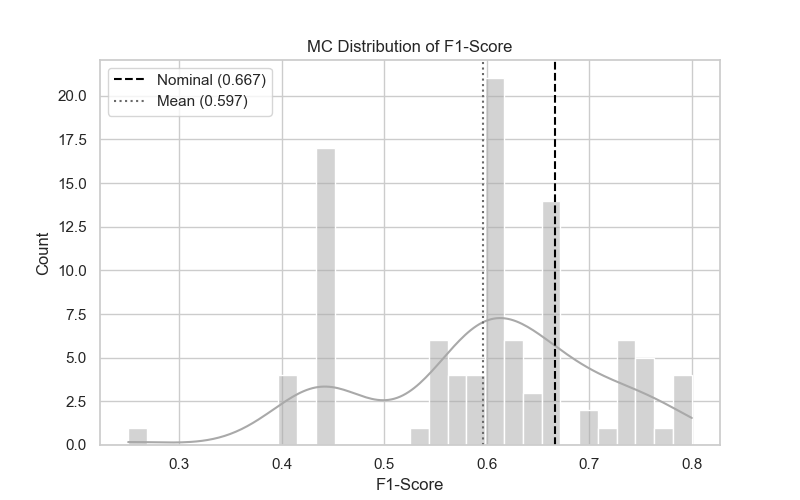 MC Distribution of F1-Score
Nominal (0.667)
Mean (0.597)
20.0
17.5
15.0
12.5
10.0
7.5
5.0
2.5
0.0
Count
0.3 0.4 0.5 0.6 0.7 0.8
F1-Score